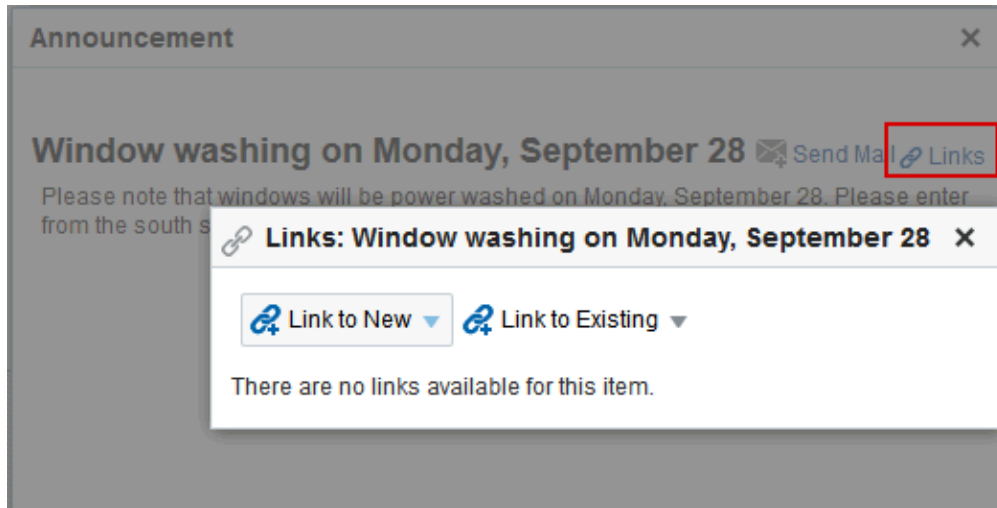 Announcement
Window washing on Monday, September 28 Send Mail Links
Please note that windows will be power washed on Monday, September 28. Please enter
from the south s
Links: Window washing on Monday, September 28
Link to New Link to Existing
There are no links available for this item.